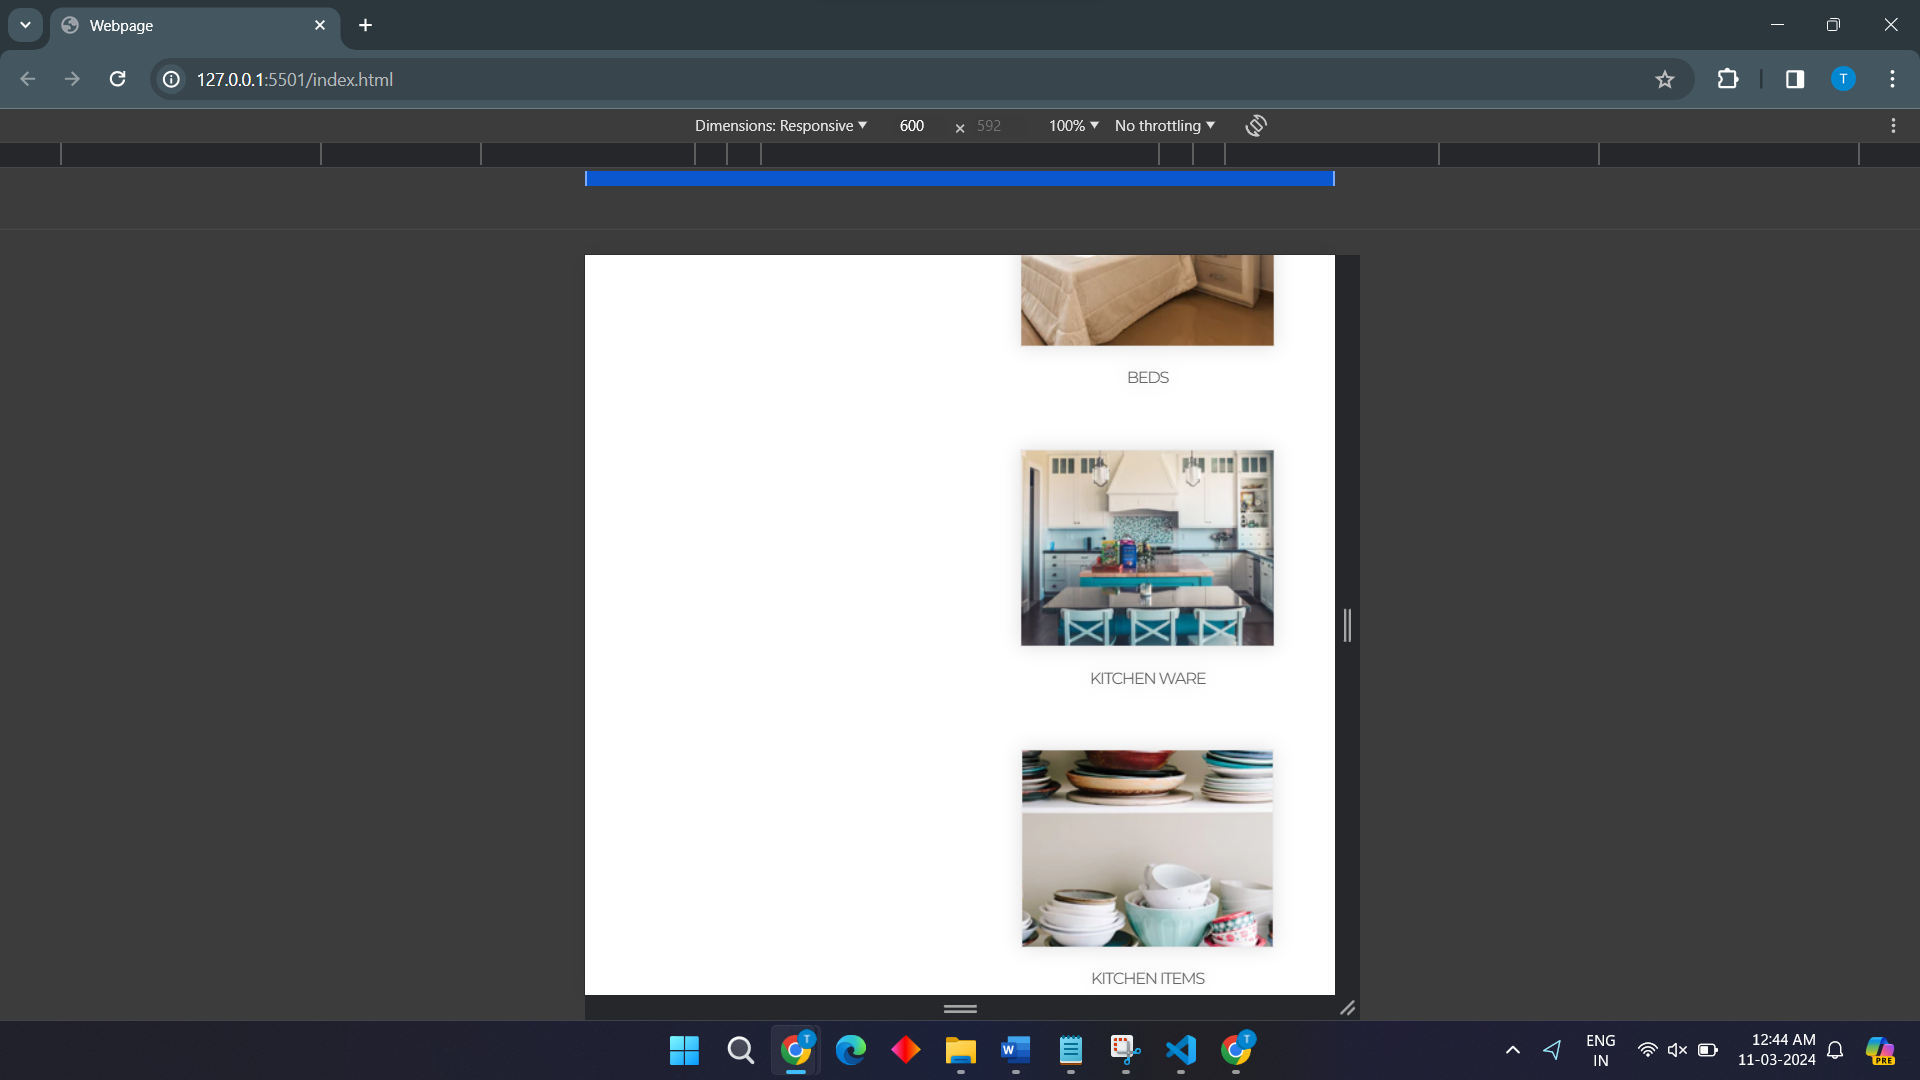 Webpage
127.0.0.1:5501/index.html
T
Dimensions: Responsive 600 × 592 100% No throttling
BEDS
KITCHEN WARE
KITCHEN ITEMS
T
W
T
ENG
IN
12:44 AM
11-03-2024
PRE